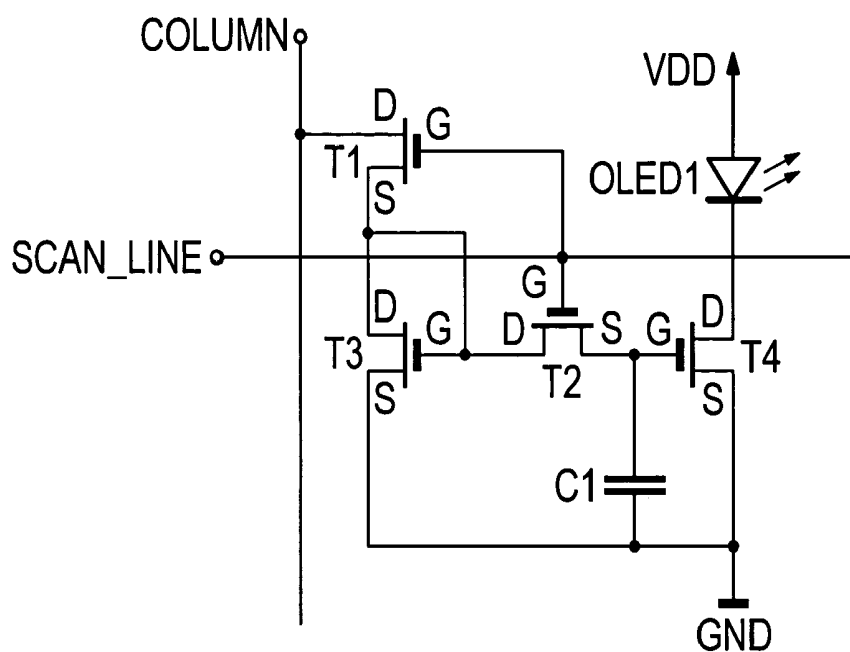 COLUMN
VDD
D
G
T1
S
OLED1
SCAN_LINE
G
D
G
D
S
G
D
T3
T2
T4
S
S
C1
GND